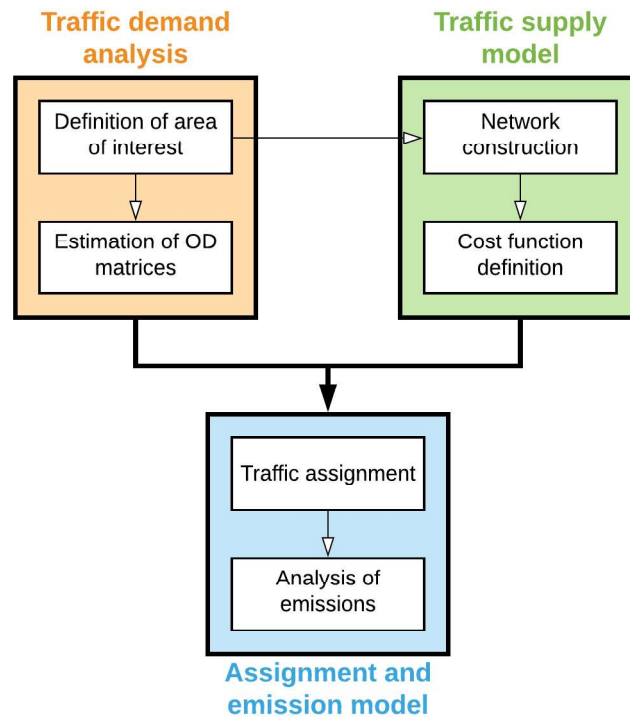 Traffic demand
analysis
Traffic supply
model
Definition of area
of interest
Network
construction
Estimation of OD
matrices
Cost function
definition
Traffic assignment
Analysis of
emissions
Assignment and
emission model